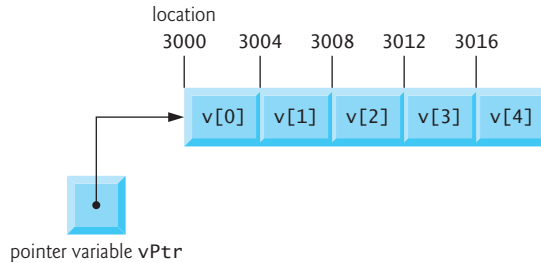 location
3000 3004 3008 3012 3016
v[0] v[1] v[2] v[3] v[4]
pointer variable vPtr